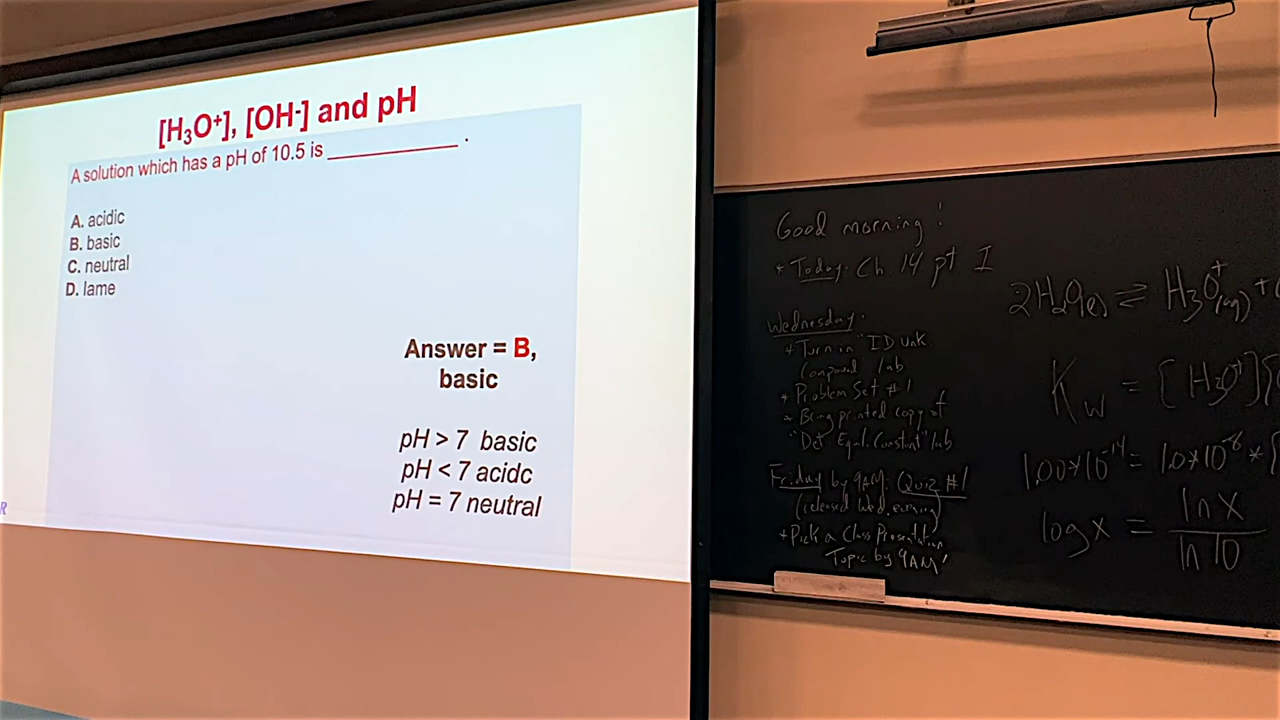 [H₃O⁺], [OH⁻] and pH
A solution which has a pH of 10.5 is __________ .
A. acidic
B. basic
C. neutral
D. lame
Answer = B,
basic
pH > 7 basic
pH < 7 acidc
pH = 7 neutral
R
Good morning!
* Today: Ch. 14 pt I
Wednesday:
* Turn in "ID Unk.
Compound lab
* Problem Set #1
* Bring printed copy of
"Det Equil. Constant" lab
Friday by 9AM: Quiz #1
(released Wed. evening)
* Pick a Class Presentation
Topic by 9AM!
2H₂O(l) ⇌ H₃O⁺(aq) +
K_w = [H₃O⁺][
1.00*10⁻¹⁴ = 1.0*10⁻⁶ *
log x = ln x / ln 10